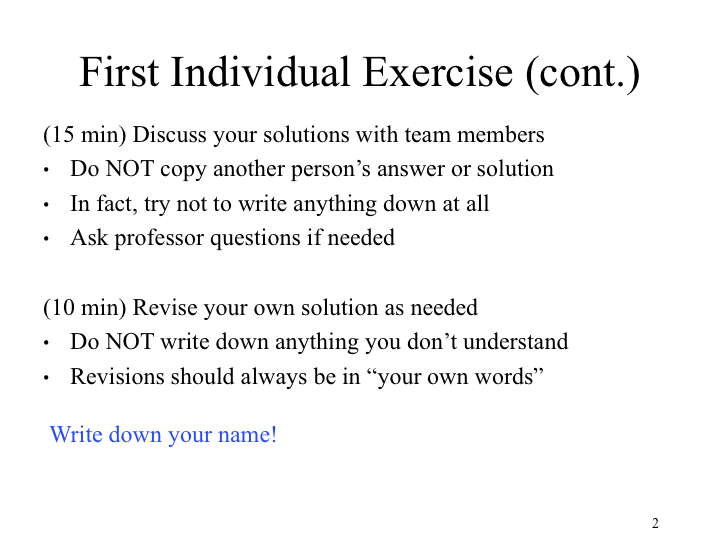 First Individual Exercise (cont.)
(15 min) Discuss your solutions with team members
• Do NOT copy another person’s answer or solution
• In fact, try not to write anything down at all
• Ask professor questions if needed
(10 min) Revise your own solution as needed
• Do NOT write down anything you don’t understand
• Revisions should always be in “your own words”
Write down your name!
2